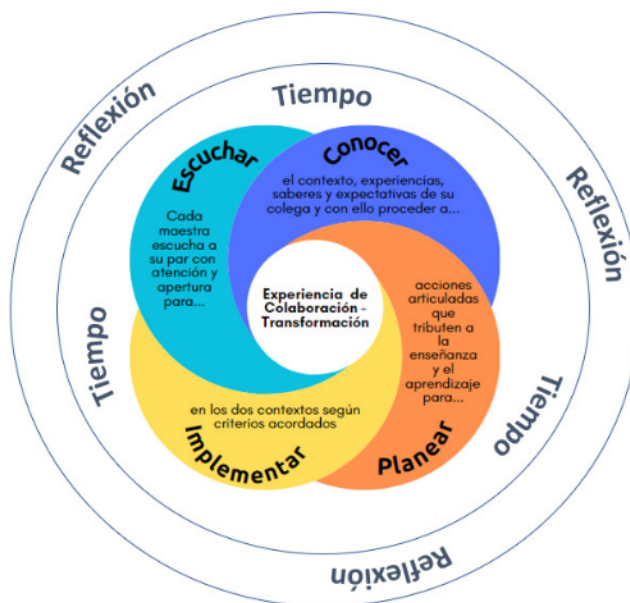 Reflexión
Tiempo
Reflexión
Escuchar
Cada
maestra
escucha a
su par con
atención y
apertura
para...
Conocer
el contexto, experiencias,
saberes y expectativas de su
colega y con ello proceder a...
Experiencia de
Colaboración -
Transformación
acciones
articuladas
que
tributen a
la
enseñanza
y el
aprendizaje
para...
Planear
en los dos contextos según
criterios acordados
Implementar
Tiempo
Tiempo
Reflexión